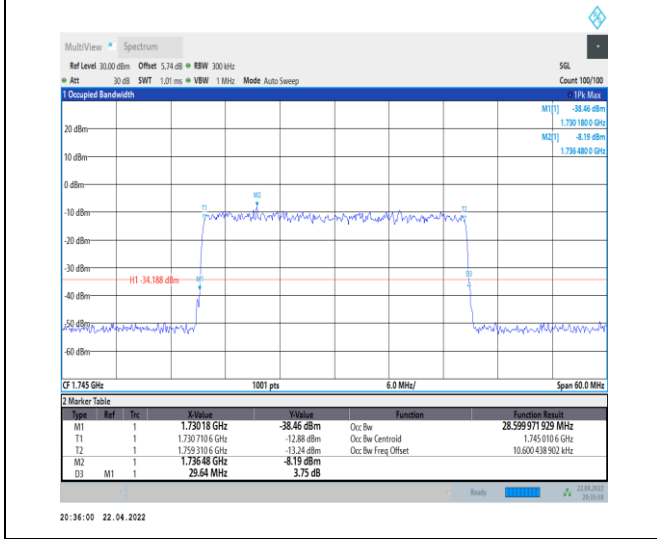 MultiView Spectrum
Ref Level 30.00 dBm Offset 5.74 dB RBW 300 kHz SGL
Att 30 dB SWT 1.01 ms VBW 1 MHz Mode Auto Sweep Count 100/100
1 Occupied Bandwidth 1Pk Max
M1[1] -38.46 dBm
1.730 180 0 GHz
M2[1] -8.19 dBm
1.736 480 0 GHz
20 dBm
10 dBm
0 dBm
M2
T1 T2
-10 dBm
-20 dBm
-30 dBm
D3
H1 -34.188 dBm M1
-40 dBm
-50 dBm
-60 dBm
CF 1.745 GHz 1001 pts 6.0 MHz/ Span 60.0 MHz
2 Marker Table
Type Ref Trc X-Value Y-Value Function Function Result
M1 1 1.73018 GHz -38.46 dBm Occ Bw 28.599 971 929 MHz
T1 1 1.730 710 6 GHz -12.88 dBm Occ Bw Centroid 1.745 010 6 GHz
T2 1 1.759 310 6 GHz -13.24 dBm Occ Bw Freq Offset 10.600 438 902 kHz
M2 1 1.736 48 GHz -8.19 dBm
D3 M1 1 29.64 MHz 3.75 dB
Ready 22.04.2022
20:35:59
20:36:00 22.04.2022